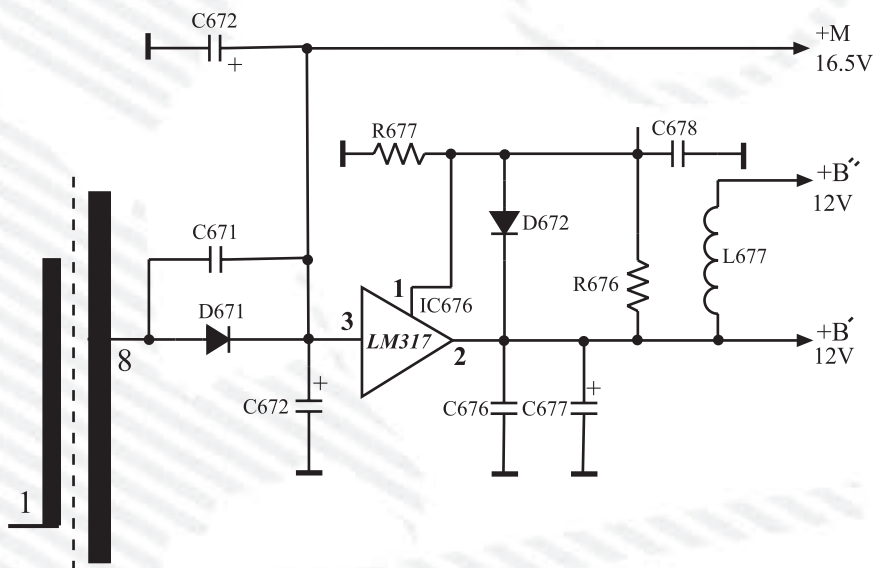 C672
+
+M
16.5V
R677
C678
+B״
12V
C671
D672
L677
R676
1
IC676
D671
3
LM317
2
+B׳
12V
8
+
C672
C676
C677
+
1